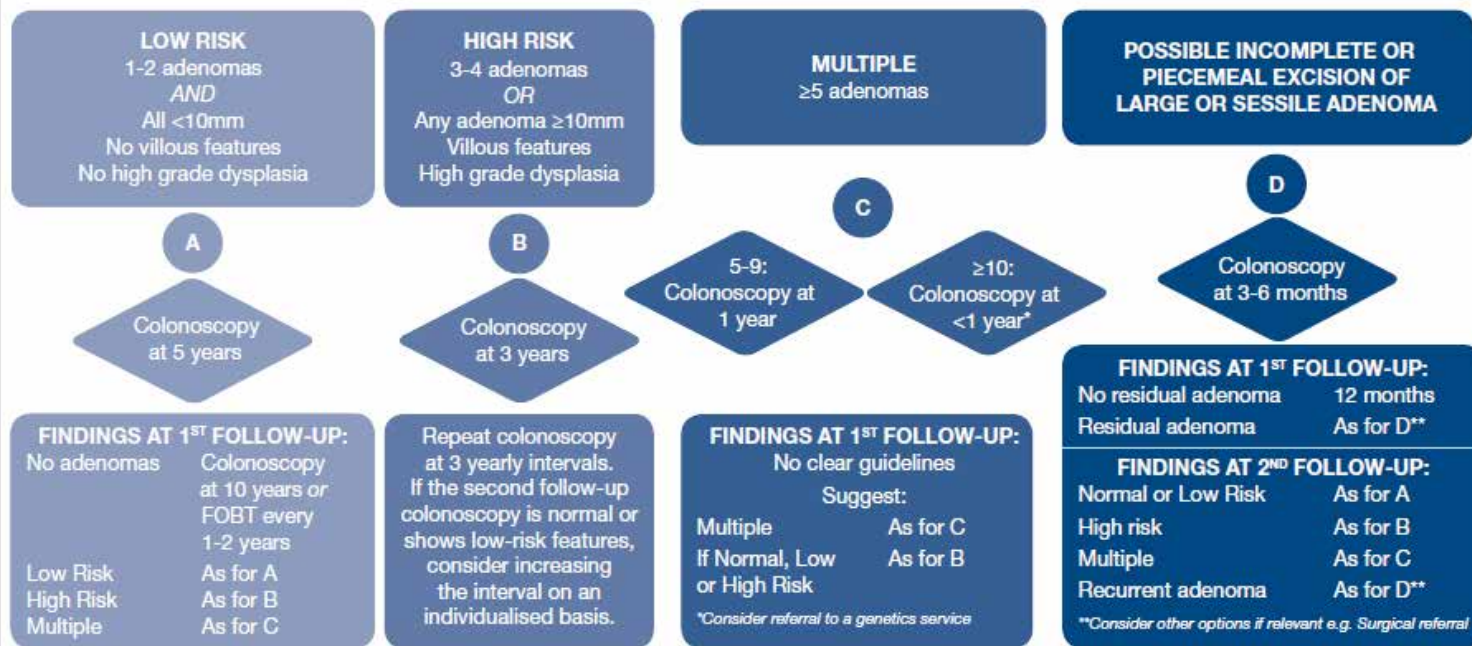 LOW RISK
1-2 adenomas
AND
All <10mm
No villous features
No high grade dysplasia
A
Colonoscopy
at 5 years
FINDINGS AT 1ST FOLLOW-UP:
No adenomas Colonoscopy
at 10 years or
FOBT every
1-2 years
Low Risk As for A
High Risk As for B
Multiple As for C
HIGH RISK
3-4 adenomas
OR
Any adenoma ≥10mm
Villous features
High grade dysplasia
B
Colonoscopy
at 3 years
Repeat colonoscopy
at 3 yearly intervals.
If the second follow-up
colonoscopy is normal or
shows low-risk features,
consider increasing
the interval on an
individualised basis.
MULTIPLE
≥5 adenomas
C
5-9:
Colonoscopy at
1 year
≥10:
Colonoscopy at
<1 year*
FINDINGS AT 1ST FOLLOW-UP:
No clear guidelines
Suggest:
Multiple As for C
If Normal, Low As for B
or High Risk
*Consider referral to a genetics service
POSSIBLE INCOMPLETE OR
PIECEMEAL EXCISION OF
LARGE OR SESSILE ADENOMA
D
Colonoscopy
at 3-6 months
FINDINGS AT 1ST FOLLOW-UP:
No residual adenoma 12 months
Residual adenoma As for D**
FINDINGS AT 2ND FOLLOW-UP:
Normal or Low Risk As for A
High risk As for B
Multiple As for C
Recurrent adenoma As for D**
**Consider other options if relevant e.g. Surgical referral